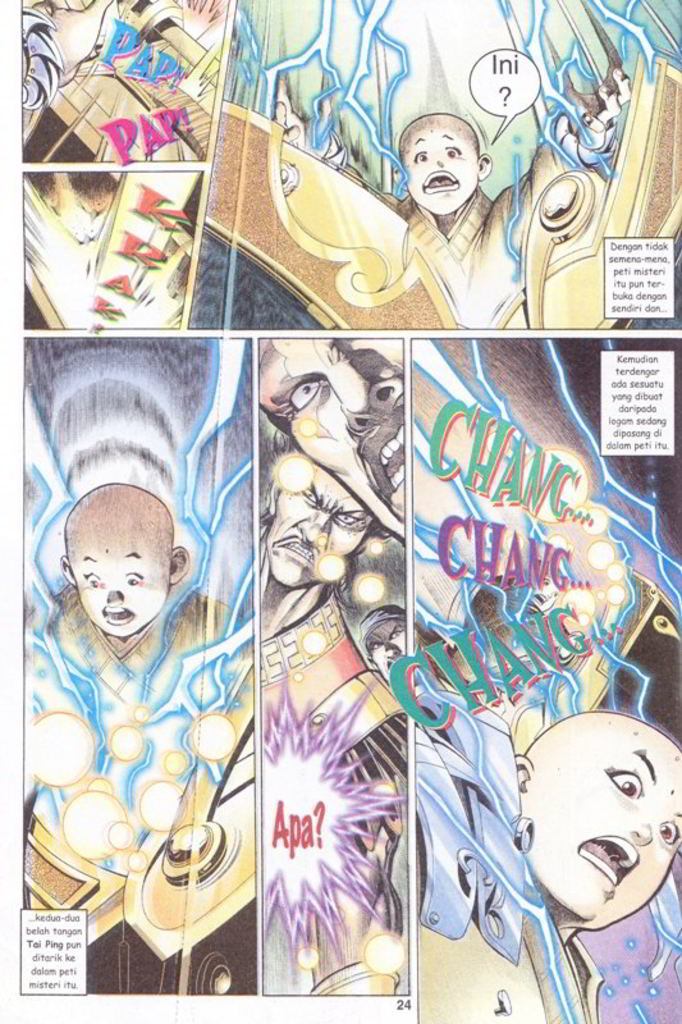 PAP!
PAP!
KRAK
Ini
?
Dengan tidak
semena-mena,
peti misteri
itu pun ter-
buka dengan
sendiri dan...
...kedua-dua
belah tangan
Tai Ping pun
ditarik ke
dalam peti
misteri itu.
Apa?
Kemudian
terdengar
ada sesuatu
yang dibuat
daripada
logam sedang
dipasang di
dalam peti itu.
CHANG...
CHANG...
CHANG...
24